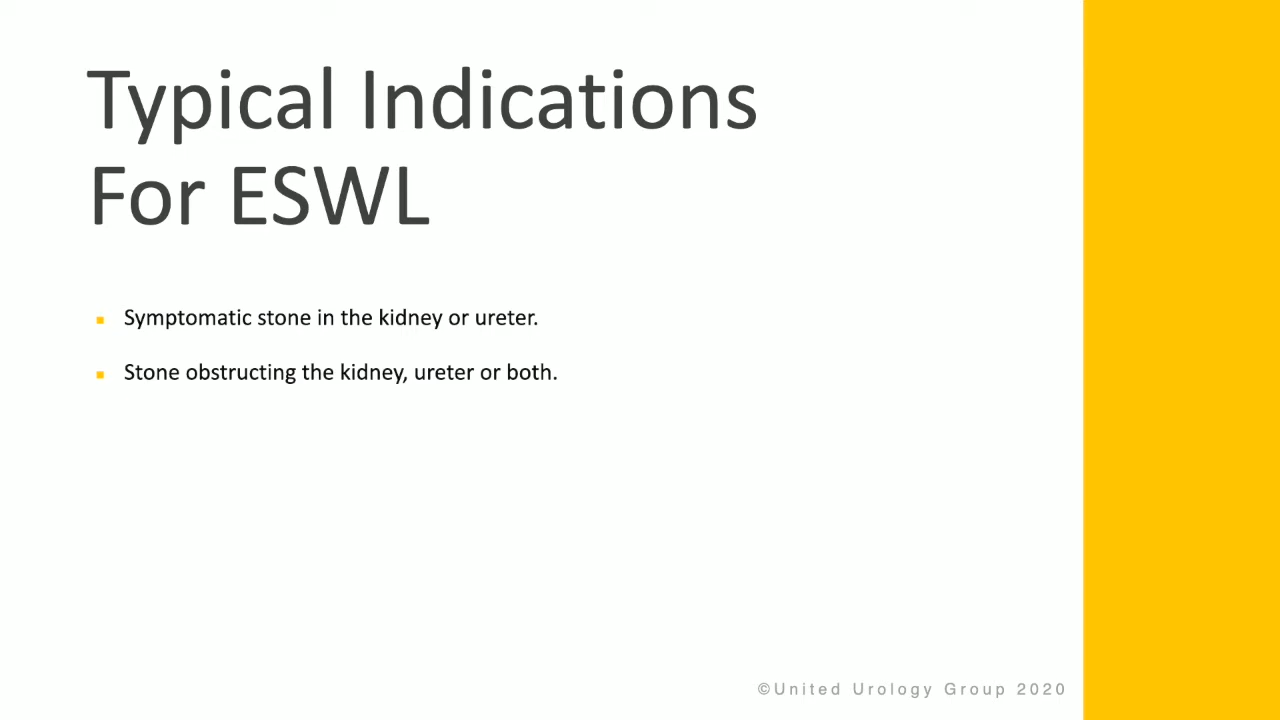 Typical Indications
For ESWL
Symptomatic stone in the kidney or ureter.
Stone obstructing the kidney, ureter or both.
©United Urology Group 2020